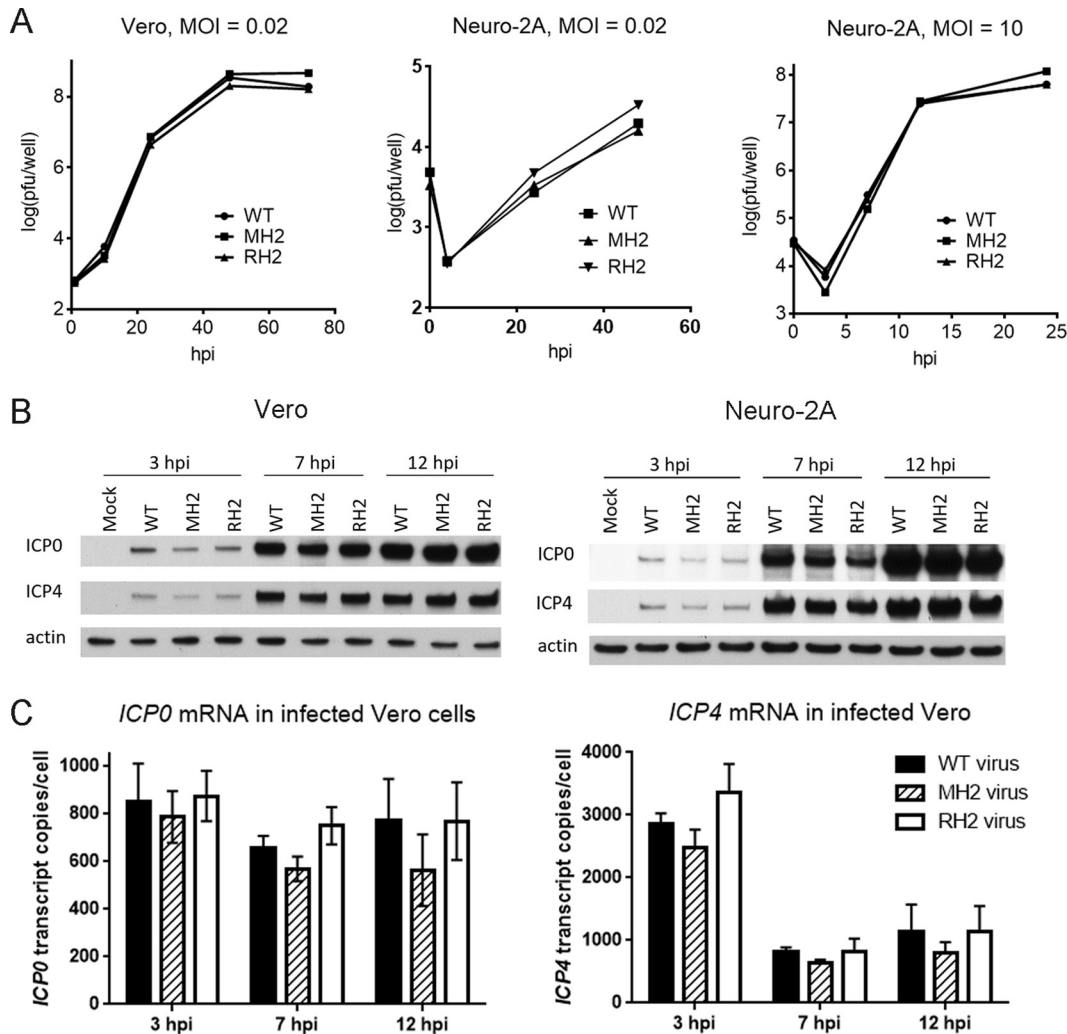 A
Vero, MOI = 0.02
Neuro-2A, MOI = 0.02
Neuro-2A, MOI = 10
log(pfu/well)
8
6
4
2
0 20 40 60 80
hpi
WT
MH2
RH2
log(pfu/well)
5
4
3
2
0 20 40 60
hpi
WT
MH2
RH2
log(pfu/well)
8
7
6
5
4
3
0 5 10 15 20 25
hpi
WT
MH2
RH2
B
Vero
Neuro-2A
3 hpi 7 hpi 12 hpi
Mock WT MH2 RH2 WT MH2 RH2 WT MH2 RH2
ICP0
ICP4
actin
3 hpi 7 hpi 12 hpi
Mock WT MH2 RH2 WT MH2 RH2 WT MH2 RH2
ICP0
ICP4
actin
C
ICP0 mRNA in infected Vero cells
ICP0 transcript copies/cell
1000
800
600
400
200
0
3 hpi 7 hpi 12 hpi
ICP4 mRNA in infected Vero
ICP4 transcript copies/cell
4000
3000
2000
1000
0
3 hpi 7 hpi 12 hpi
WT virus
MH2 virus
RH2 virus